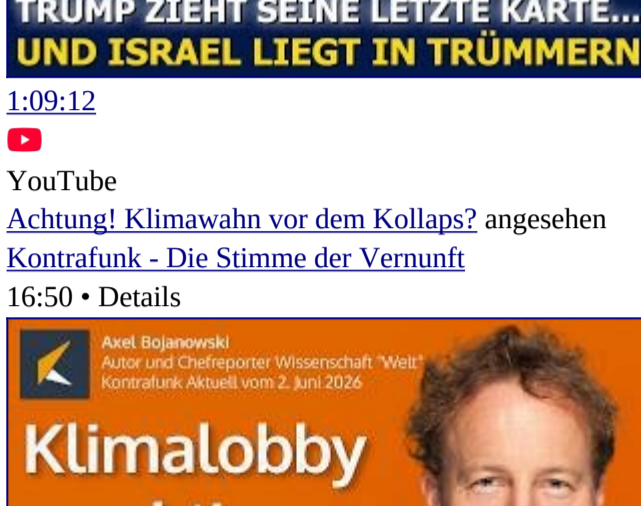 TRUMP ZIEHT SEINE LETZTE KARTE...
UND ISRAEL LIEGT IN TRÜMMERN
1:09:12
YouTube
Achtung! Klimawahn vor dem Kollaps? angesehen
Kontrafunk - Die Stimme der Vernunft
16:50 • Details
Axel Bojanowski
Autor und Chefreporter Wissenschaft "Welt"
Kontrafunk Aktuell vom 2. Juni 2026
Klimalobby